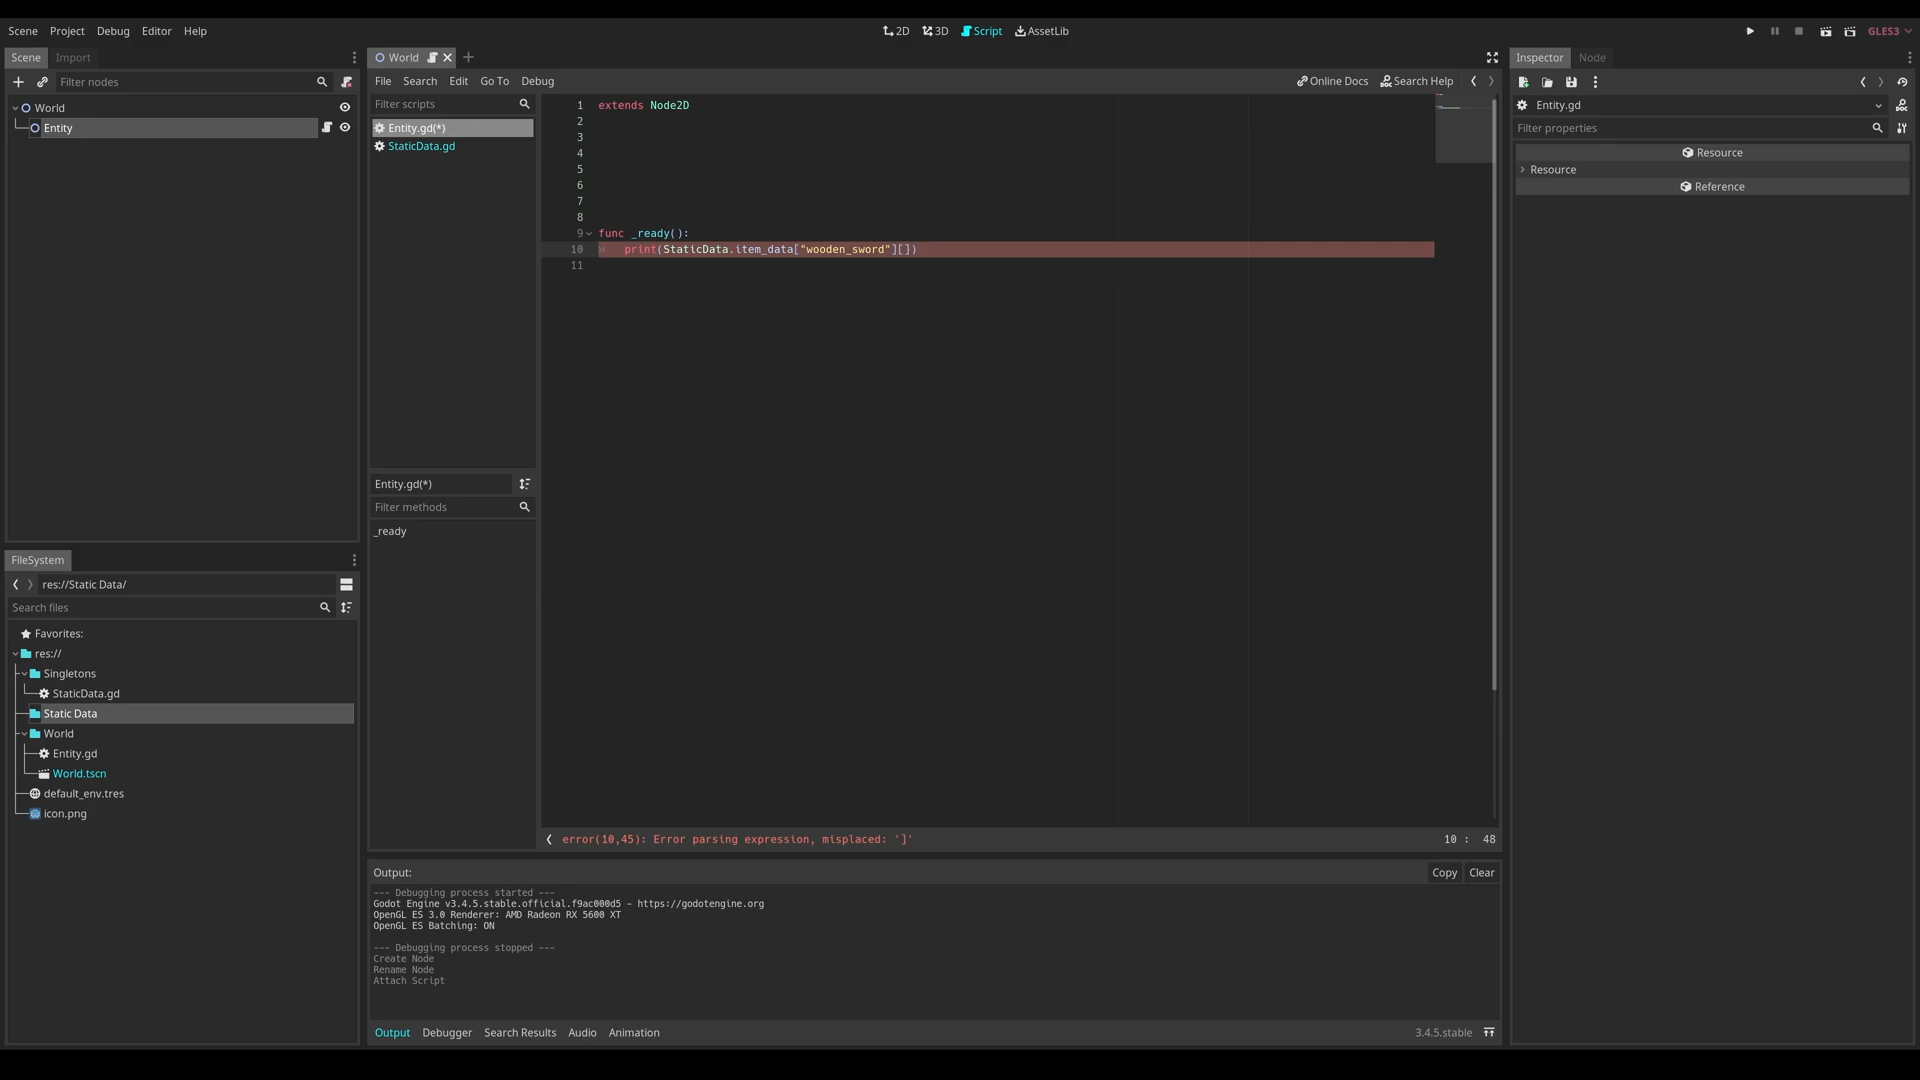 Scene Project Debug Editor Help
2D 3D Script AssetLib
GLES3
Scene Import
Filter nodes
World
Entity
World
File Search Edit Go To Debug
Online Docs Search Help
Filter scripts
Entity.gd(*)
StaticData.gd
Entity.gd(*)
Filter methods
_ready
1 extends Node2D
2
3
4
5
6
7
8
9 func _ready():
10 print(StaticData.item_data["wooden_sword"][])
11
error(10,45): Error parsing expression, misplaced: ']'
10 : 48
Output:
Copy Clear
--- Debugging process started ---
Godot Engine v3.4.5.stable.official.f9ac000d5 - https://godotengine.org
OpenGL ES 3.0 Renderer: AMD Radeon RX 5600 XT
OpenGL ES Batching: ON
--- Debugging process stopped ---
Create Node
Rename Node
Attach Script
Output Debugger Search Results Audio Animation
3.4.5.stable
FileSystem
res://Static Data/
Search files
Favorites:
res://
Singletons
StaticData.gd
Static Data
World
Entity.gd
World.tscn
default_env.tres
icon.png
Inspector Node
Entity.gd
Filter properties
Resource
Resource
Reference